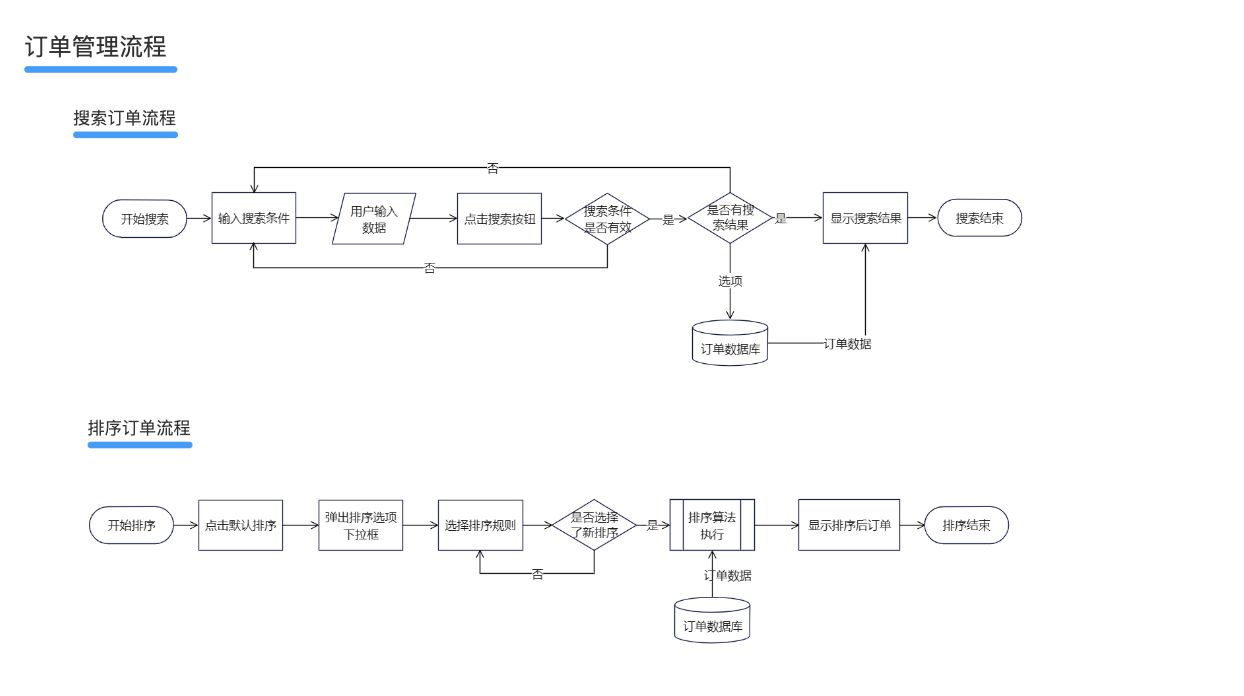 订单管理流程
搜索订单流程
否
开始搜索
输入搜索条件
用户输入
数据
点击搜索按钮
搜索条件
是否有效
是
是否有搜
索结果
是
显示搜索结果
搜索结束
否
选项
订单数据库
订单数据
排序订单流程
开始排序
点击默认排序
弹出排序选项
下拉框
选择排序规则
是否选择
了新排序
是
排序算法
执行
显示排序后订单
排序结束
否
订单数据
订单数据库